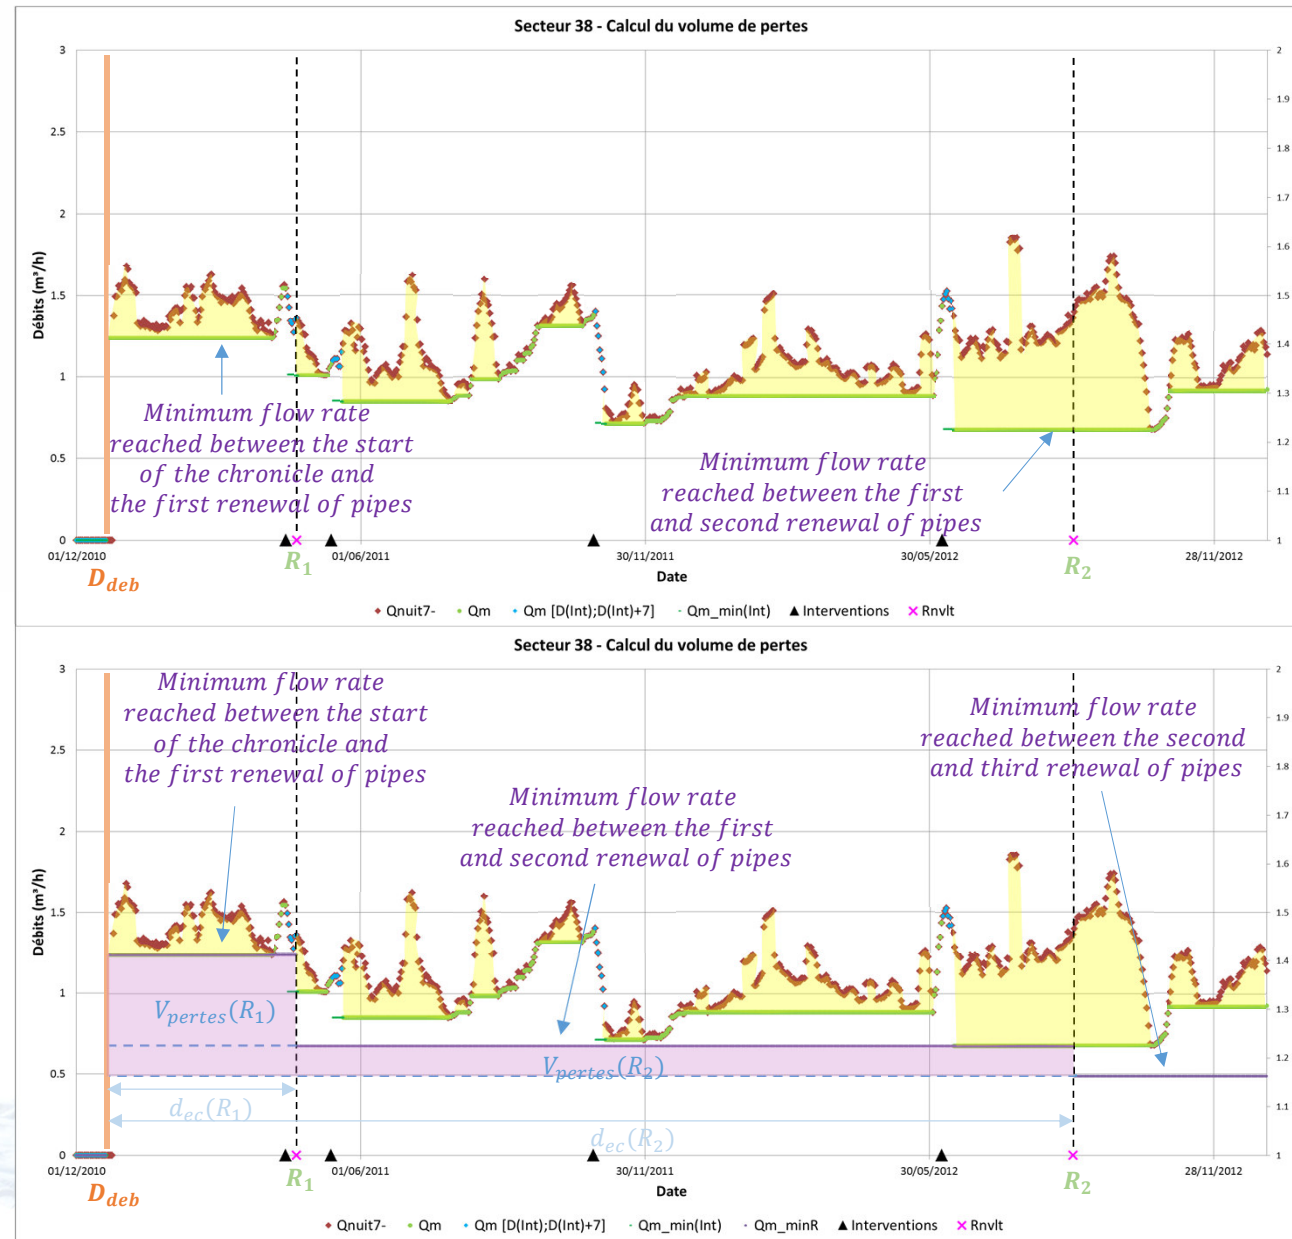 Secteur 38 - Calcul du volume de pertes
3
2.5
2
1.5
1
0.5
0
Débits (m³/h)
2
1.9
1.8
1.7
1.6
1.5
1.4
1.3
1.2
1.1
1
Minimum flow rate
reached between the start
of the chronicle and
the first renewal of pipes
Minimum flow rate
reached between the first
and second renewal of pipes
01/12/2010
01/06/2011
30/11/2011
30/05/2012
28/11/2012
D_deb
R_1
R_2
Date
Qnuit7- Qm Qm [D(Int);D(Int)+7] Qm_min(Int) Interventions Rnvlt
Secteur 38 - Calcul du volume de pertes
3
2.5
2
1.5
1
0.5
0
Débits (m³/h)
2
1.9
1.8
1.7
1.6
1.5
1.4
1.3
1.2
1.1
1
Minimum flow rate
reached between the start
of the chronicle and
the first renewal of pipes
Minimum flow rate
reached between the first
and second renewal of pipes
Minimum flow rate
reached between the second
and third renewal of pipes
V_pertes(R_1)
V_pertes(R_2)
d_ec(R_1)
d_ec(R_2)
01/12/2010
01/06/2011
30/11/2011
30/05/2012
28/11/2012
D_deb
R_1
R_2
Date
Qnuit7- Qm Qm [D(Int);D(Int)+7] Qm_min(Int) Qm_minR Interventions Rnvlt